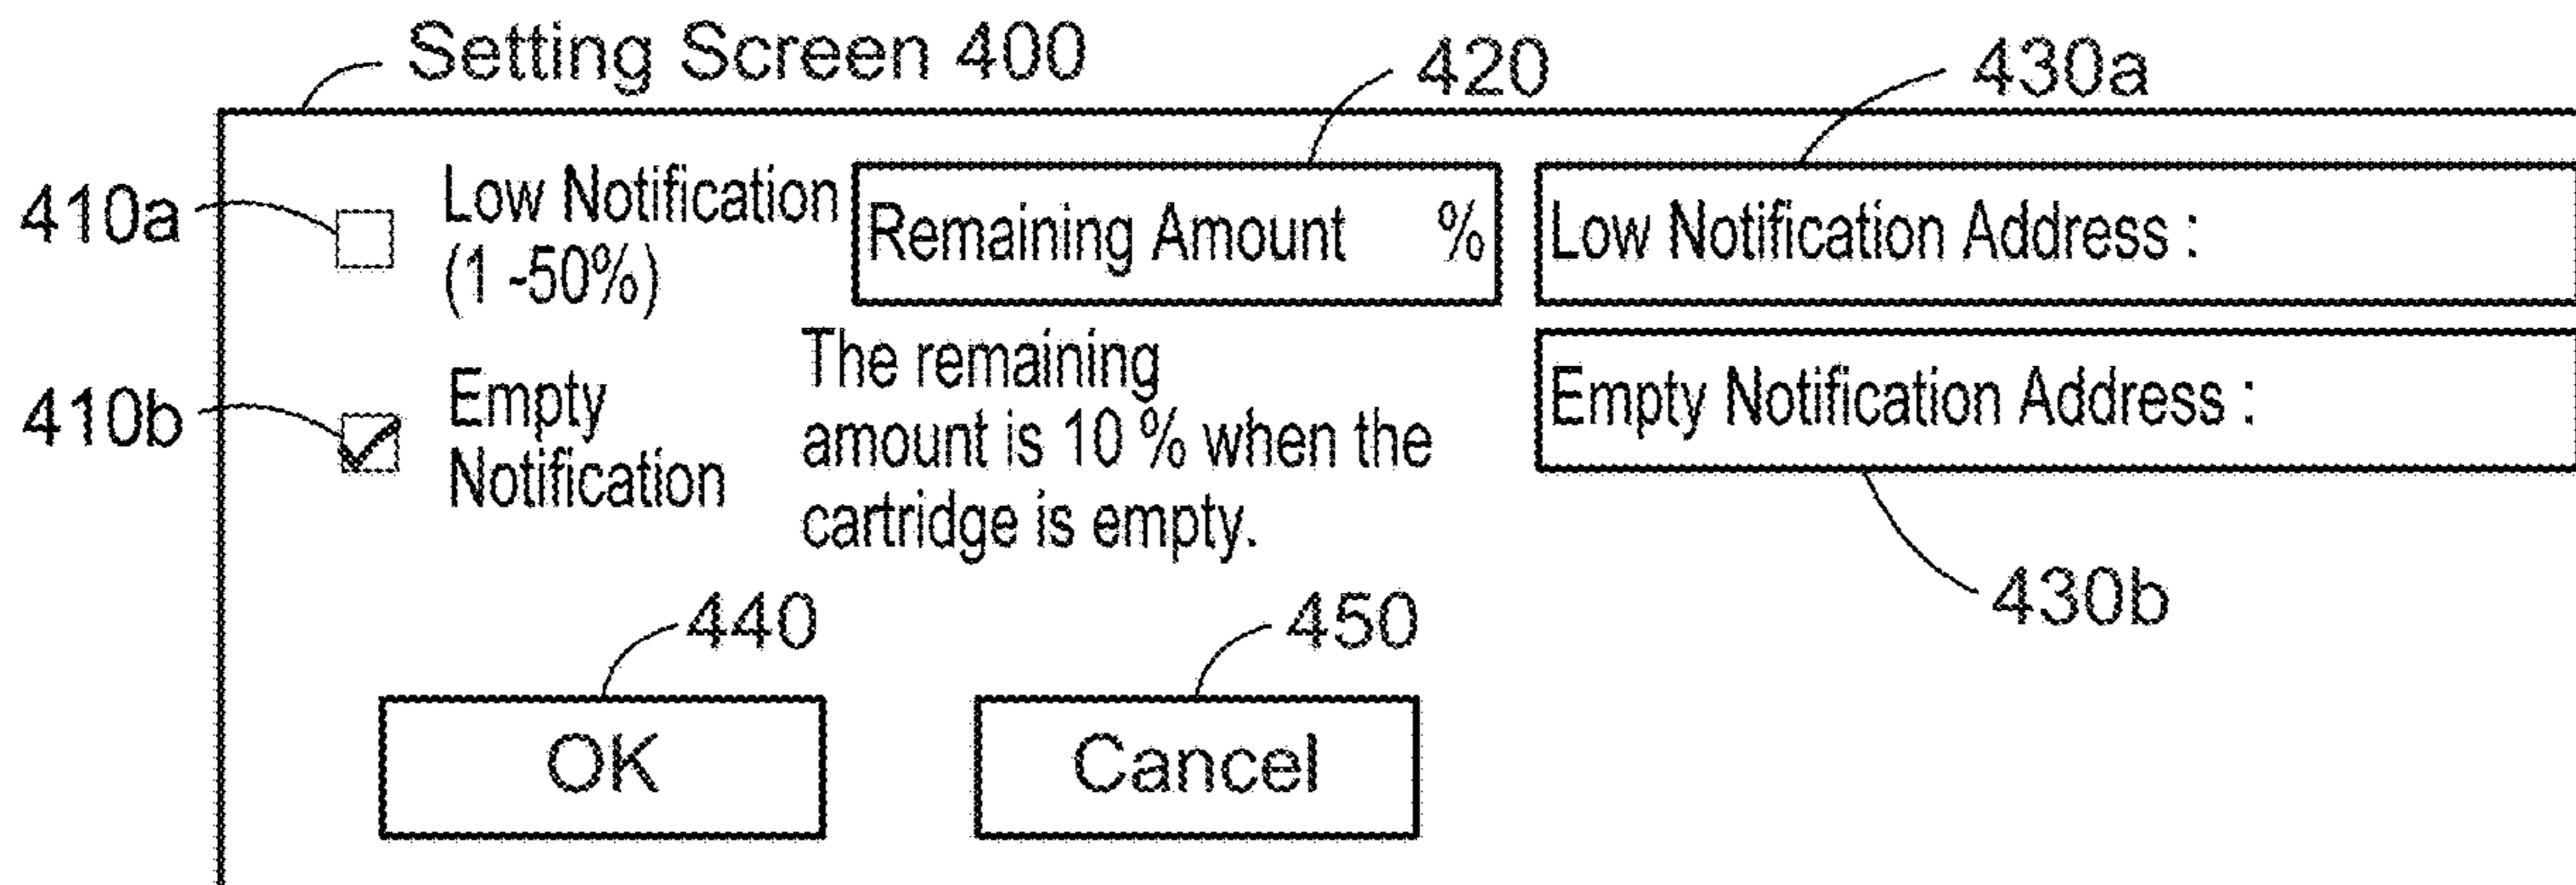 Setting Screen 400
420
430a
410a
Low Notification
(1 -50%)
Remaining Amount %
Low Notification Address :
410b
Empty
Notification
The remaining
amount is 10 % when the
cartridge is empty.
Empty Notification Address :
430b
440
450
OK
Cancel